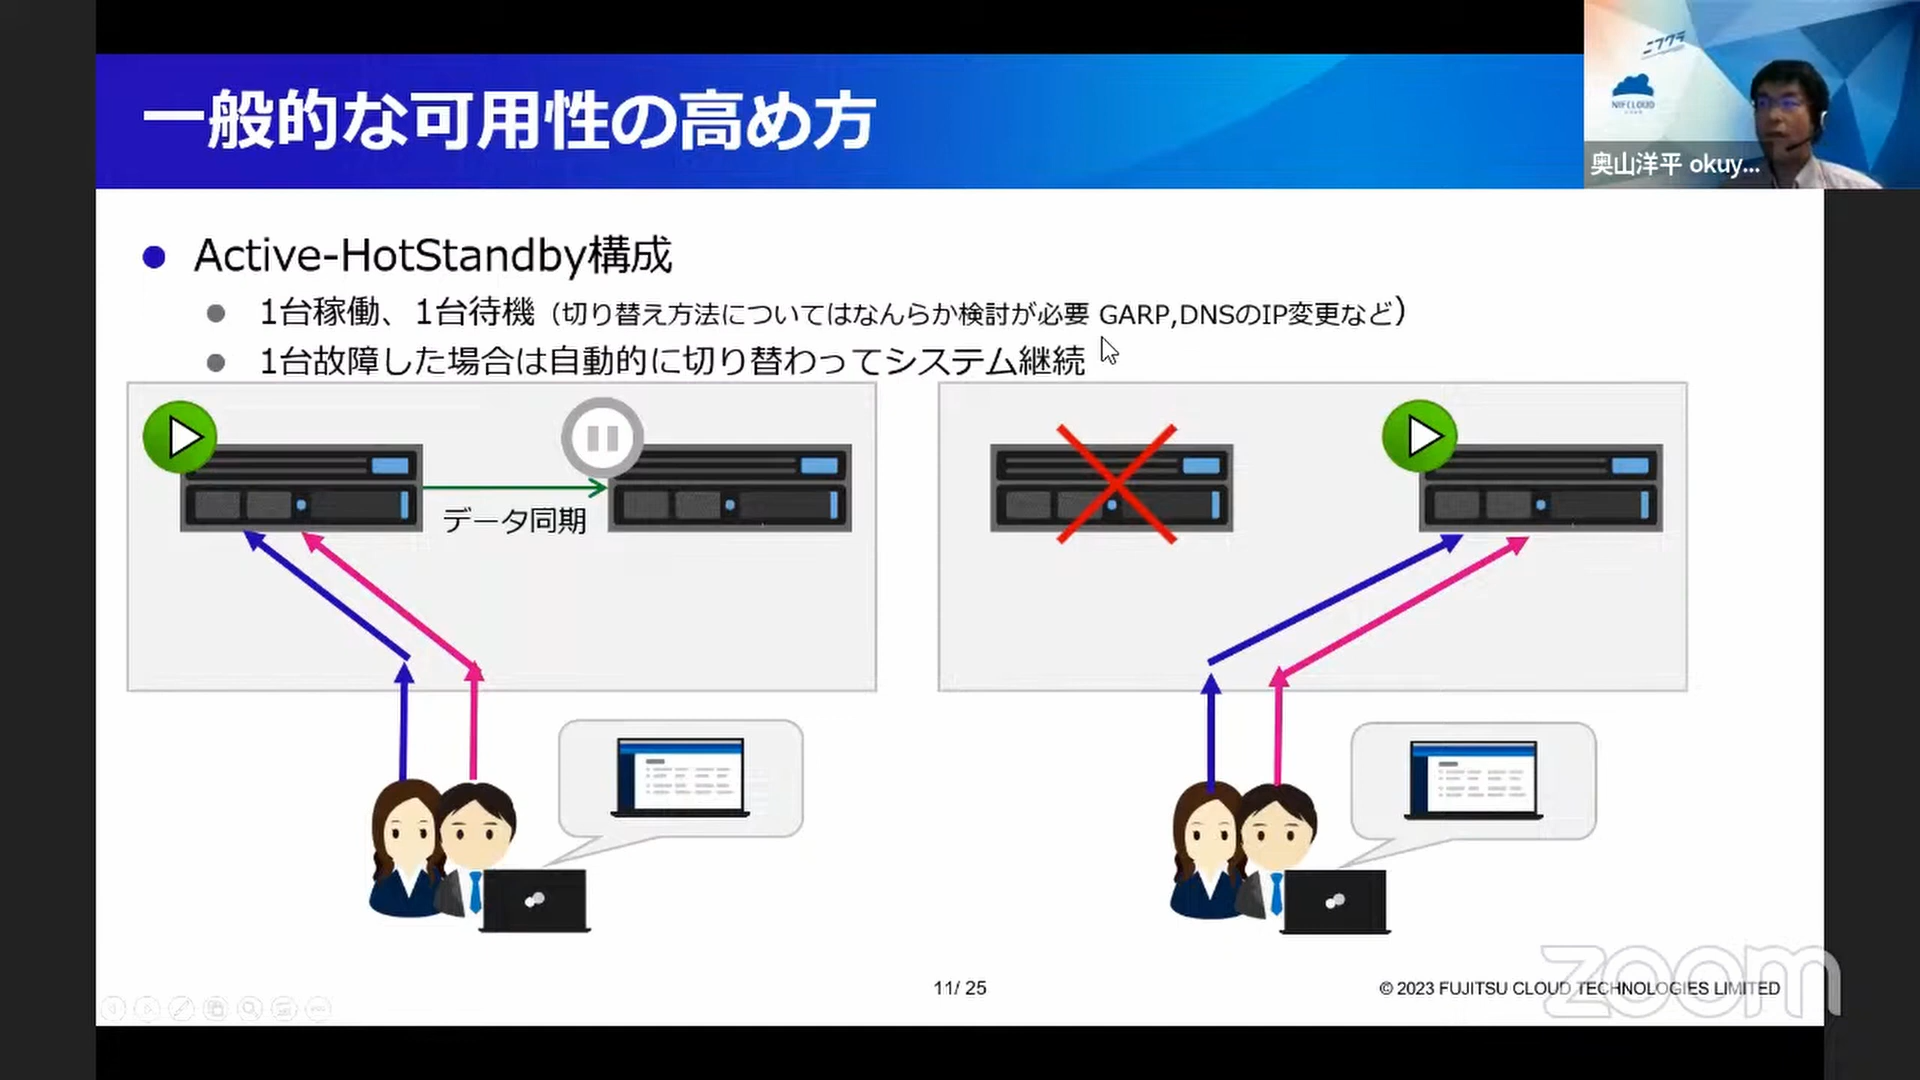 一般的な可用性の高め方
ニフクラ
NIFCLOUD
奥山洋平 okuy...
Active-HotStandby構成
1台稼働、1台待機（切り替え方法についてはなんらか検討が必要 GARP,DNSのIP変更など）
1台故障した場合は自動的に切り替わってシステム継続
データ同期
11/ 25
© 2023 FUJITSU CLOUD TECHNOLOGIES LIMITED
zoom